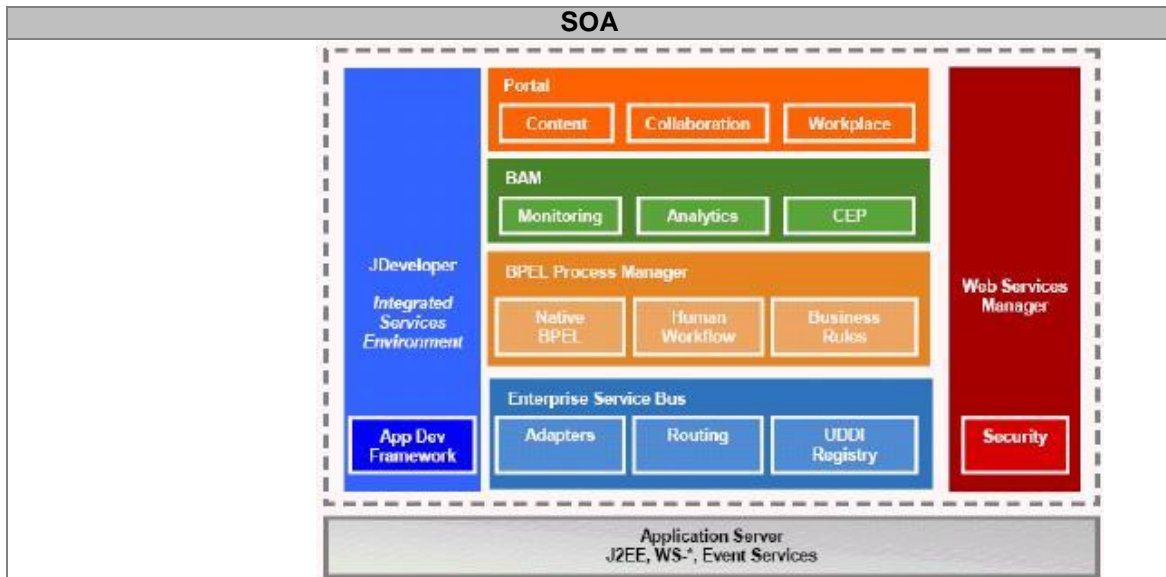 SOA
Portal
Content
Collaboration
Workplace
BAM
Monitoring
Analytics
CEP
JDeveloper
Integrated
Services
Environment
App Dev
Framework
BPEL Process Manager
Native
BPEL
Human
Workflow
Business
Rules
Enterprise Service Bus
Adapters
Routing
UDDI
Registry
Web Services
Manager
Security
Application Server
J2EE, WS-*, Event Services